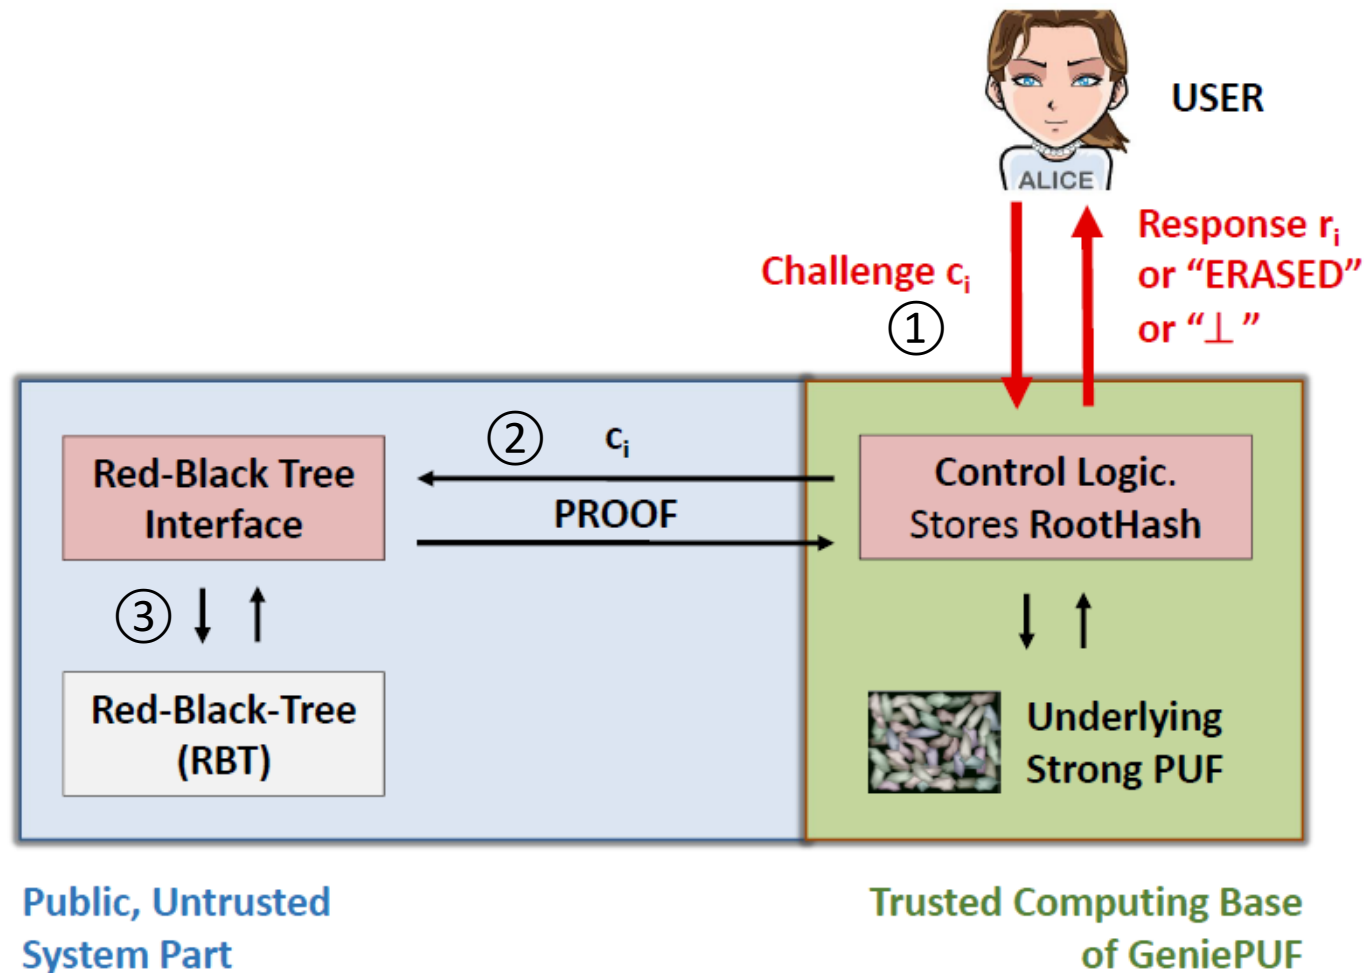 USER
ALICE
Challenge cᵢ
①
Response rᵢ
or “ERASED”
or “⊥”
② cᵢ
PROOF
Red-Black Tree
Interface
Control Logic.
Stores RootHash
③
Red-Black-Tree
(RBT)
Underlying
Strong PUF
Public, Untrusted
System Part
Trusted Computing Base
of GeniePUF